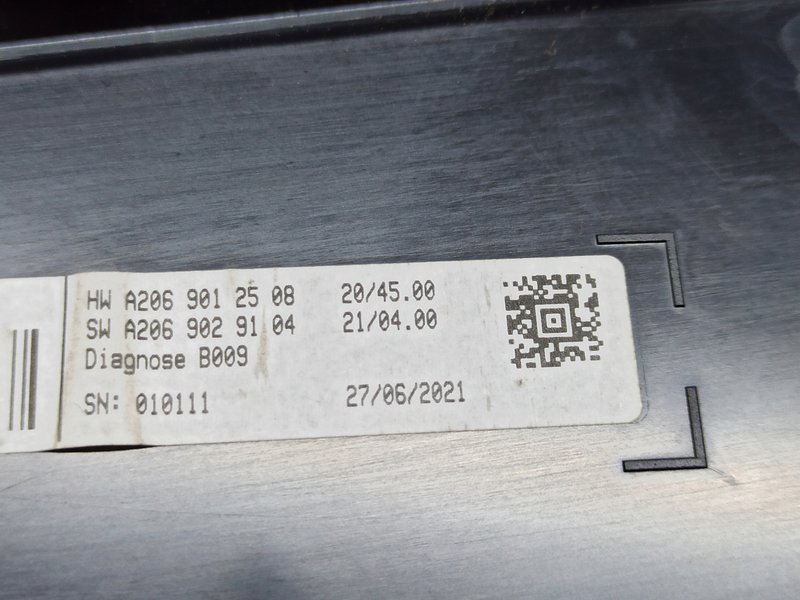 HW A206 901 25 08 20/45.00
SW A206 902 91 04 21/04.00
Diagnose B009
SN: 010111 27/06/2021